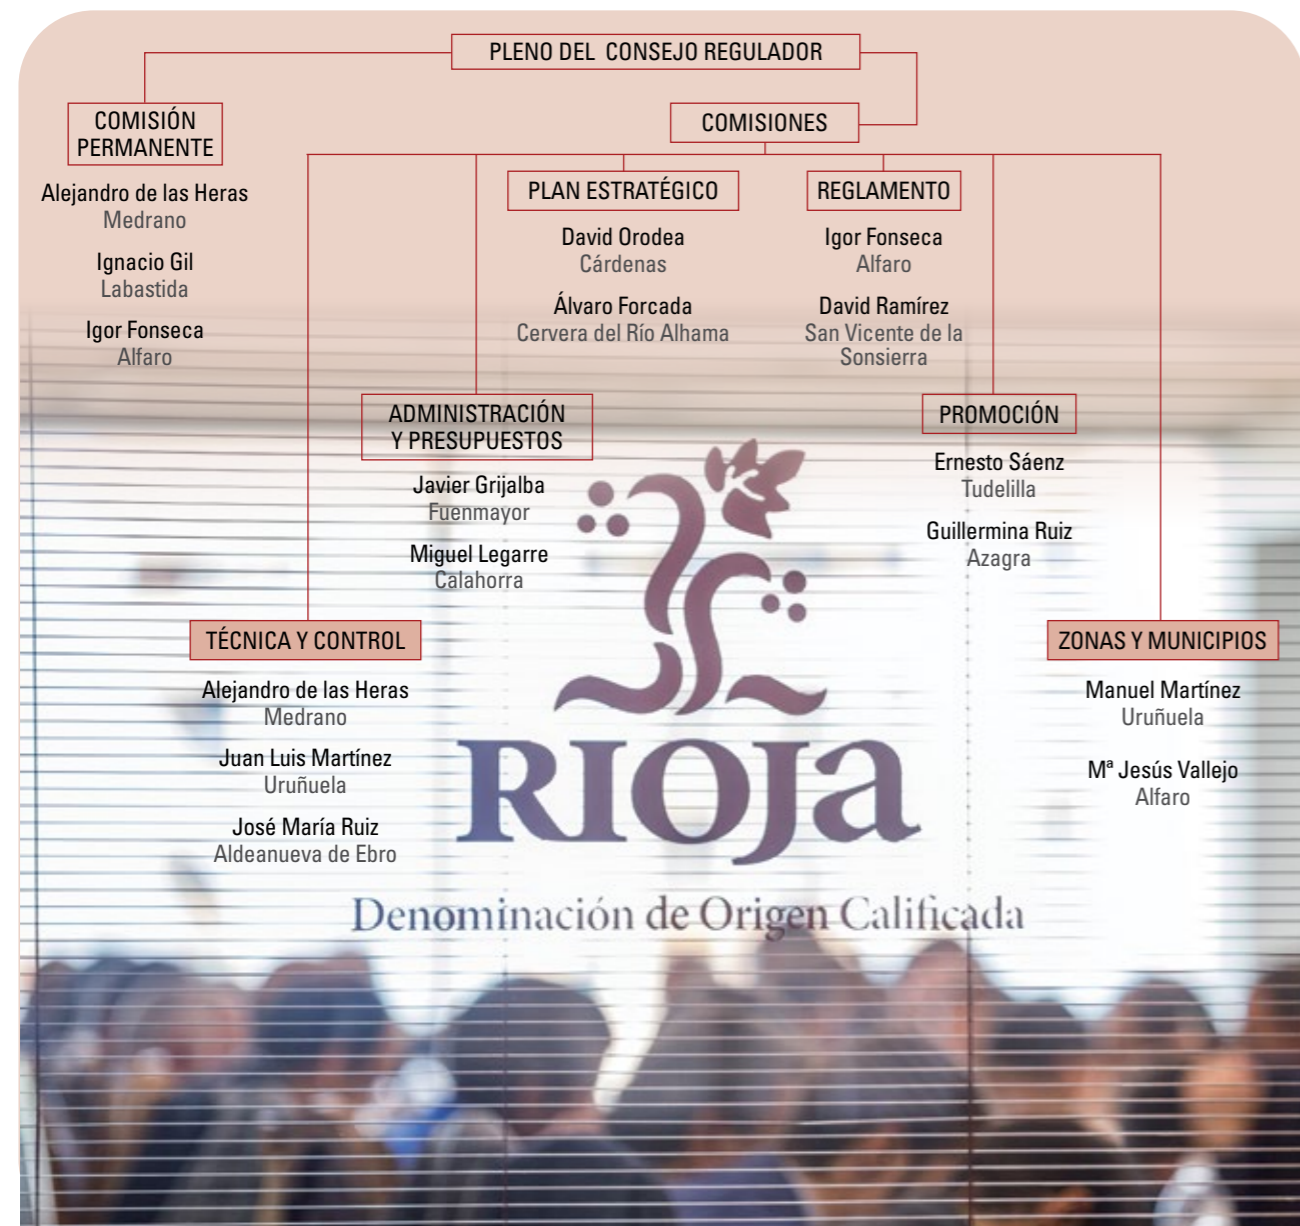 PLENO DEL CONSEJO REGULADOR
COMISIÓN
PERMANENTE
Alejandro de las Heras
Medrano
Ignacio Gil
Labastida
Igor Fonseca
Alfaro
COMISIONES
PLAN ESTRATÉGICO
David Orodea
Cárdenas
Álvaro Forcada
Cervera del Río Alhama
REGLAMENTO
Igor Fonseca
Alfaro
David Ramírez
San Vicente de la
Sonsierra
ADMINISTRACIÓN
Y PRESUPUESTOS
Javier Grijalba
Fuenmayor
Miguel Legarre
Calahorra
PROMOCIÓN
Ernesto Sáenz
Tudelilla
Guillermina Ruiz
Azagra
TÉCNICA Y CONTROL
Alejandro de las Heras
Medrano
Juan Luis Martínez
Uruñuela
José María Ruiz
Aldeanueva de Ebro
ZONAS Y MUNICIPIOS
Manuel Martínez
Uruñuela
Mª Jesús Vallejo
Alfaro
RIOJa
Denominación de Origen Calificada